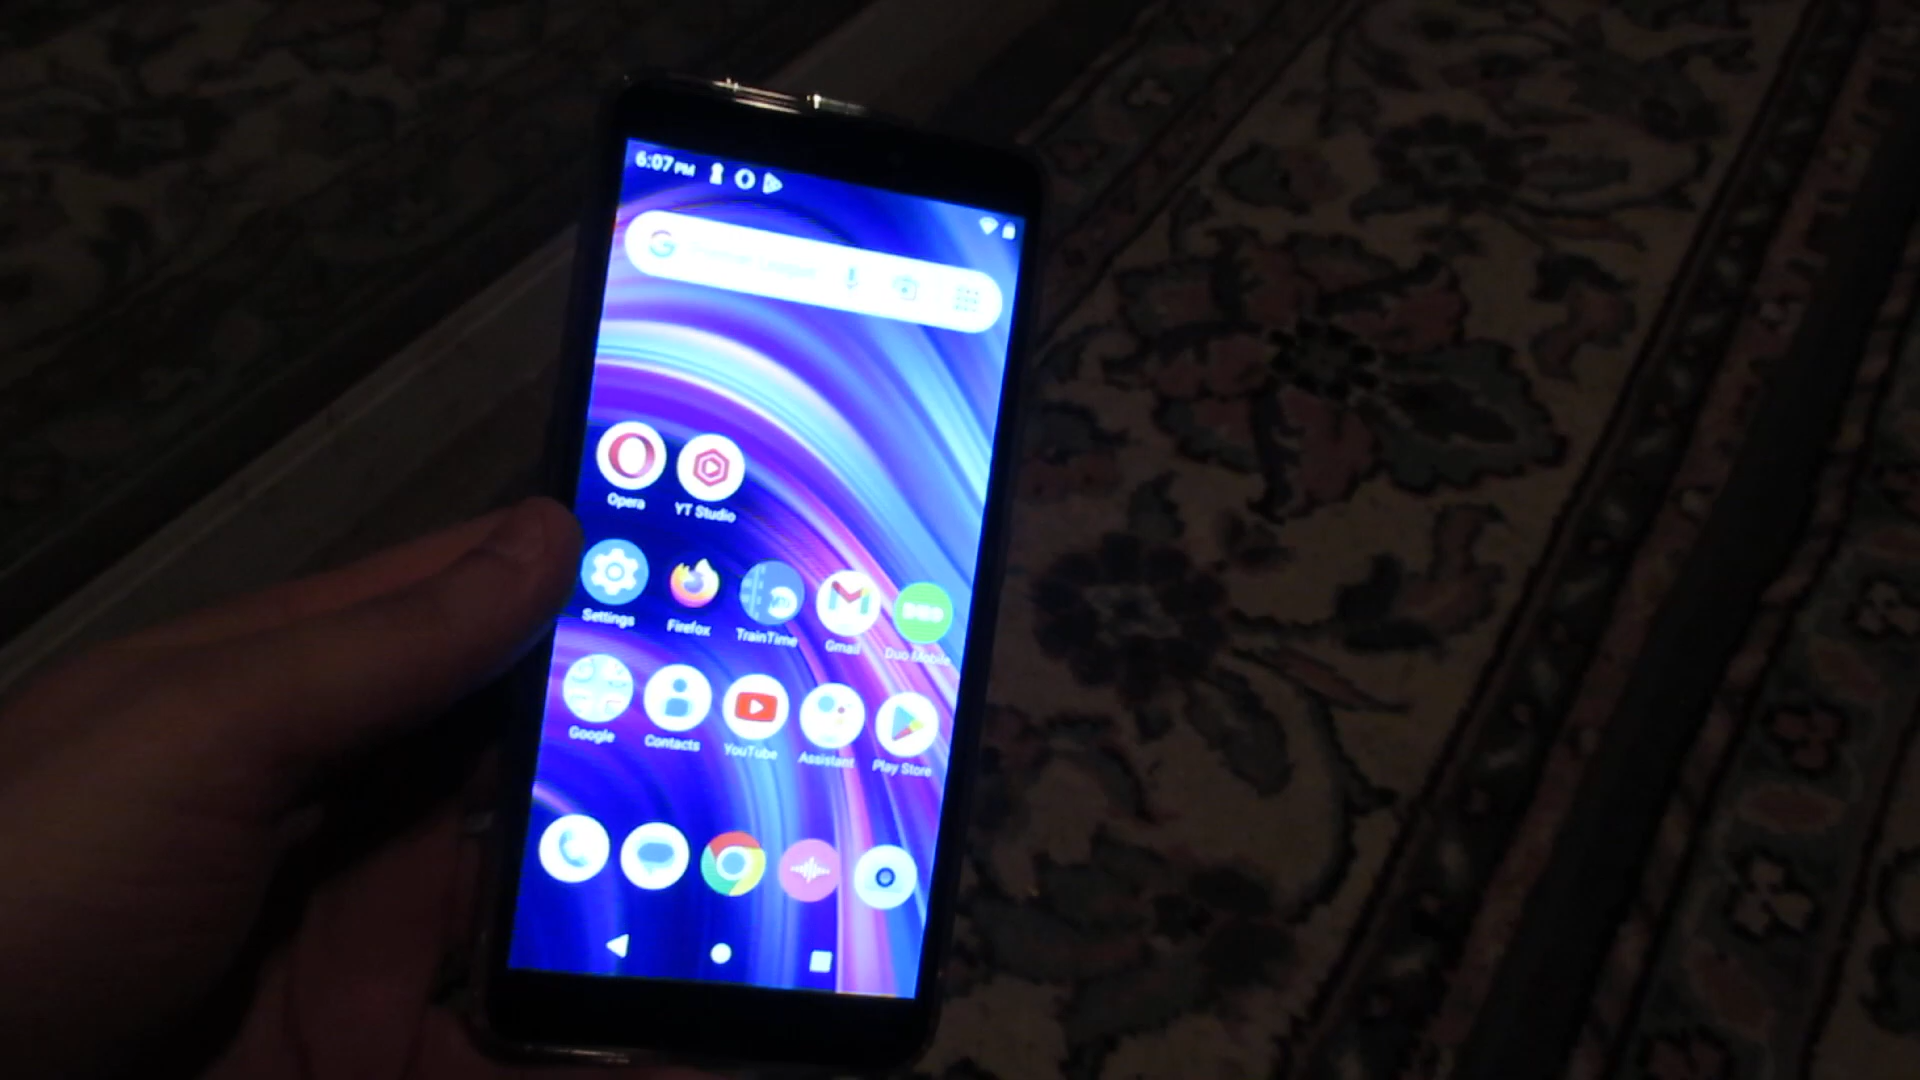 6:07 PM
Opera YT Studio
Settings Firefox TrainTime Gmail Duo Mobile
Google Contacts YouTube Assistant Play Store